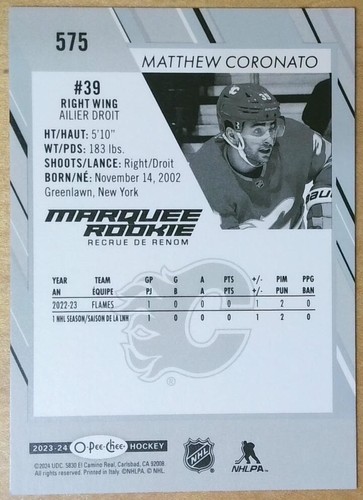 575
MATTHEW CORONATO
#39
RIGHT WING
AILIER DROIT
HT/HAUT: 5'10"
WT/PDS: 183 lbs.
SHOOTS/LANCE: Right/Droit
BORN/NÉ: November 14, 2002
Greenlawn, New York
MARQUEE
ROOKIE
RECRUE DE RENOM
YEAR TEAM GP G A PTS +/- PIM PPG
AN ÉQUIPE PJ B A PTS +/- PUN BAN
2022-23 FLAMES 1 0 0 0 1 2 0
1 NHL SEASON/SAISON DE LA LNH 1 0 0 0 1 2 0
2023-24 O-Pee-Chee HOCKEY
©2024 UDC. 5830 El Camino Real, Carlsbad, CA 92008.
All rights reserved. Printed in Italy. ©NHLPA. © NHL.
NHL
NHLPA